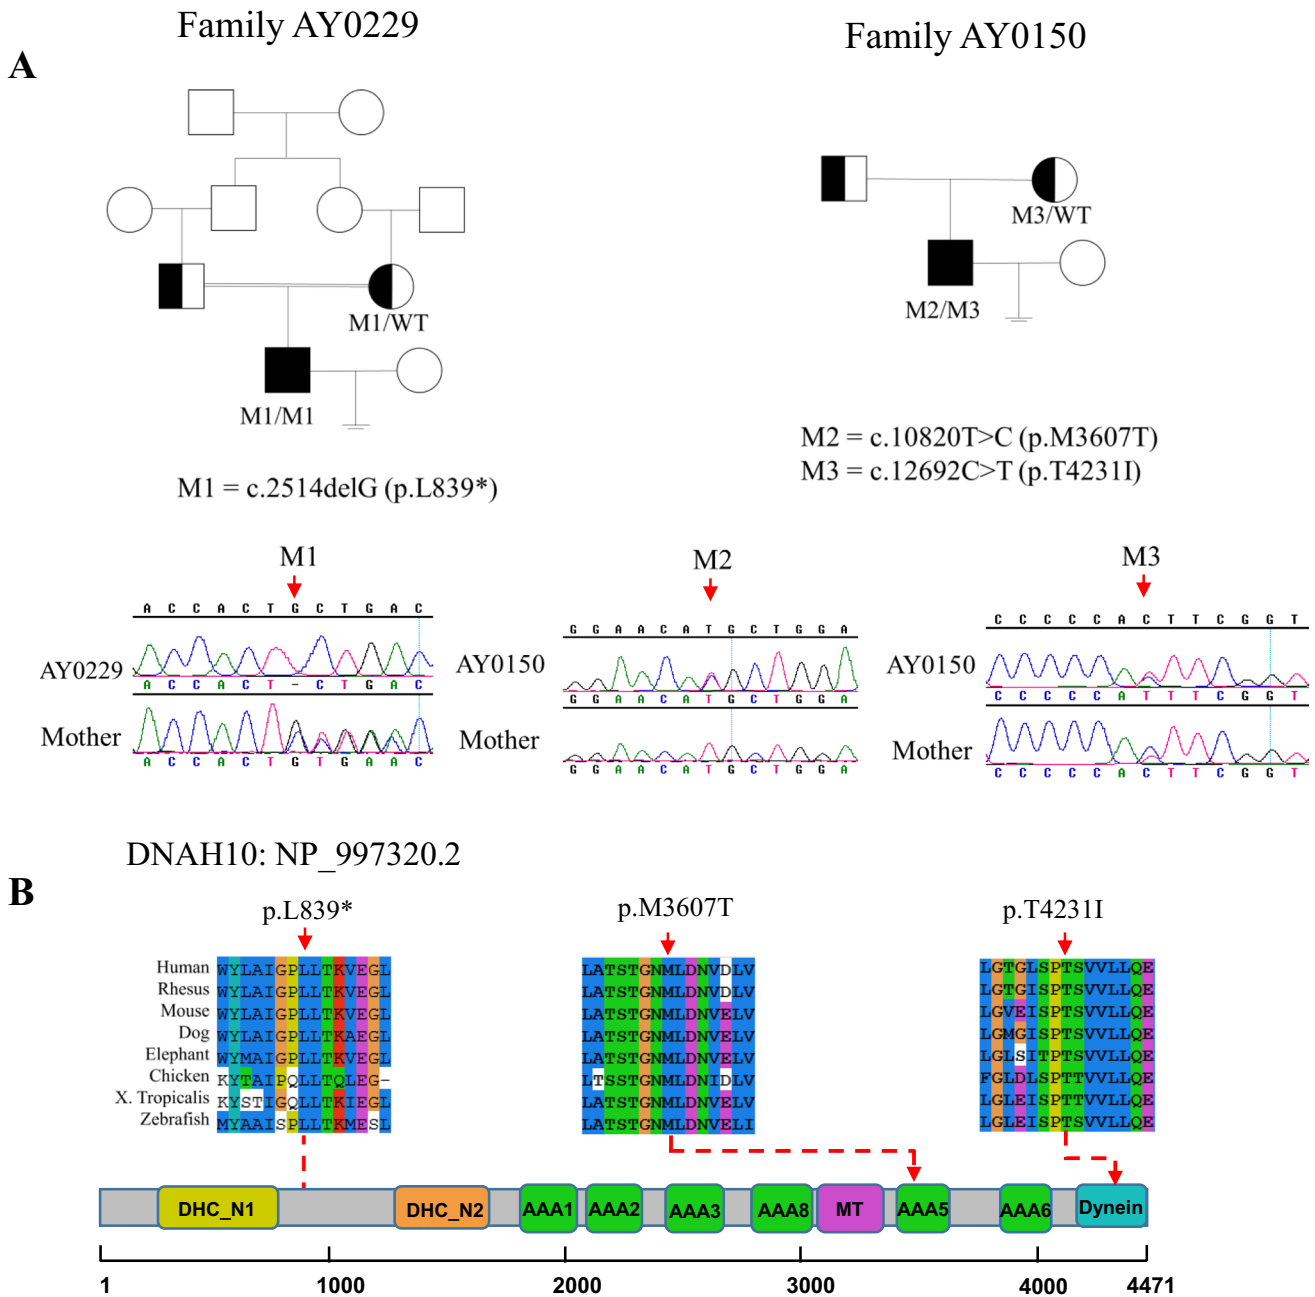 Family AY0229
Family AY0150
A
M1/WT
M1/M1
M3/WT
M2/M3
M1 = c.2514delG (p.L839*)
M2 = c.10820T>C (p.M3607T)
M3 = c.12692C>T (p.T4231I)
M1
A C C A C T G C T G A C
AY0229
A C C A C T - C T G A C
Mother
A C C A C T G T G A A C
M2
G G A A C A T G C T G G A
AY0150
G G A A C A T G C T G G A
Mother
G G A A C A T G C T G G A
M3
C C C C C A C T T C G G T
AY0150
C C C C C A T T T C G G T
Mother
C C C C C A C T T C G G T
DNAH10: NP_997320.2
B
p.L839*
p.M3607T
p.T4231I
Human WYLAIGPLLTKVEGL LATSTGNMLDNVDLV LGTGLSPTSVVLLQE
Rhesus WYLAIGPLLTKVEGL LATSTGNMLDNVDLV LGTGISPTSVVLLQE
Mouse WYLAIGPLLTKVEGL LATSTGNMLDNVELV LGVEISPTSVVLLQE
Dog WYLAIGPLLTKAEGL LATSTGNMLDNVELV LGMGISPTSVVLLQE
Elephant WYMAIGPLLTKVEGL LATSTGNMLDNVELV LGLSITPTSVVLLQE
Chicken KYTAIPQLLTQLEG- LTSSTGNMLDNIDLV FGLDLSPTTVVLLQE
X. Tropicalis KYSTIGQLLTKIEGL LATSTGNMLDNVELV LGLEISPTTVVLLQE
Zebrafish MYAAISPLLTKMESL LATSTGNMLDNVELI LGLEISPTSVVLLQE
DHC_N1 DHC_N2 AAA1 AAA2 AAA3 AAA8 MT AAA5 AAA6 Dynein
1 1000 2000 3000 4000 4471